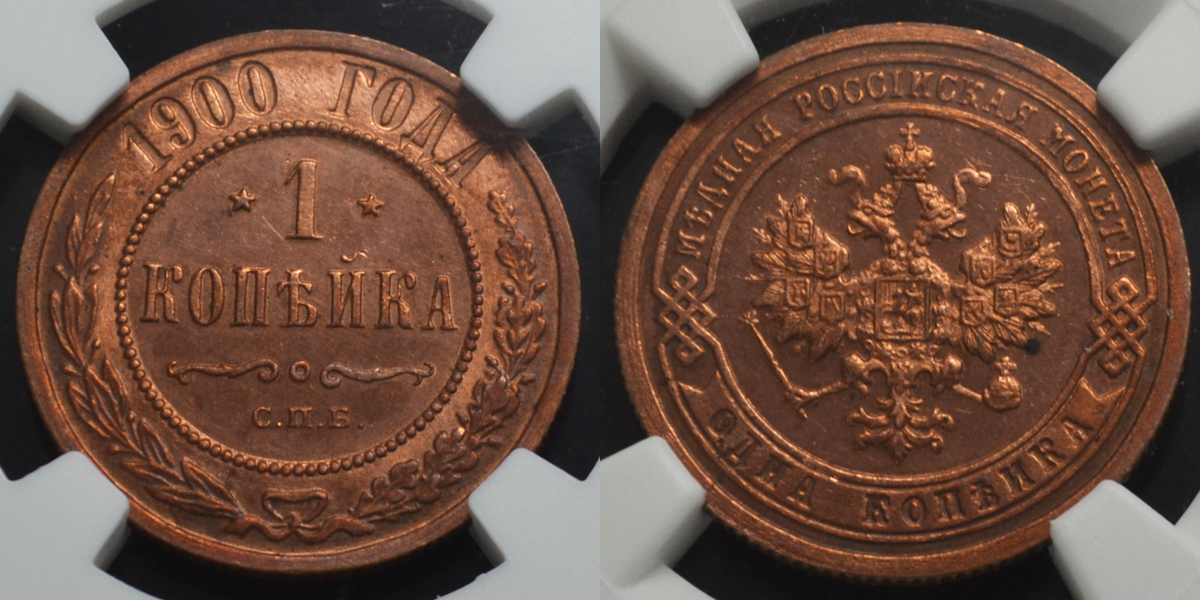 1900 ГОДА
1
КОПѢЙКА
С.П.Б.
МѢДНАЯ РОССІЙСКАЯ МОНЕТА
ОДНА КОПѢЙКА